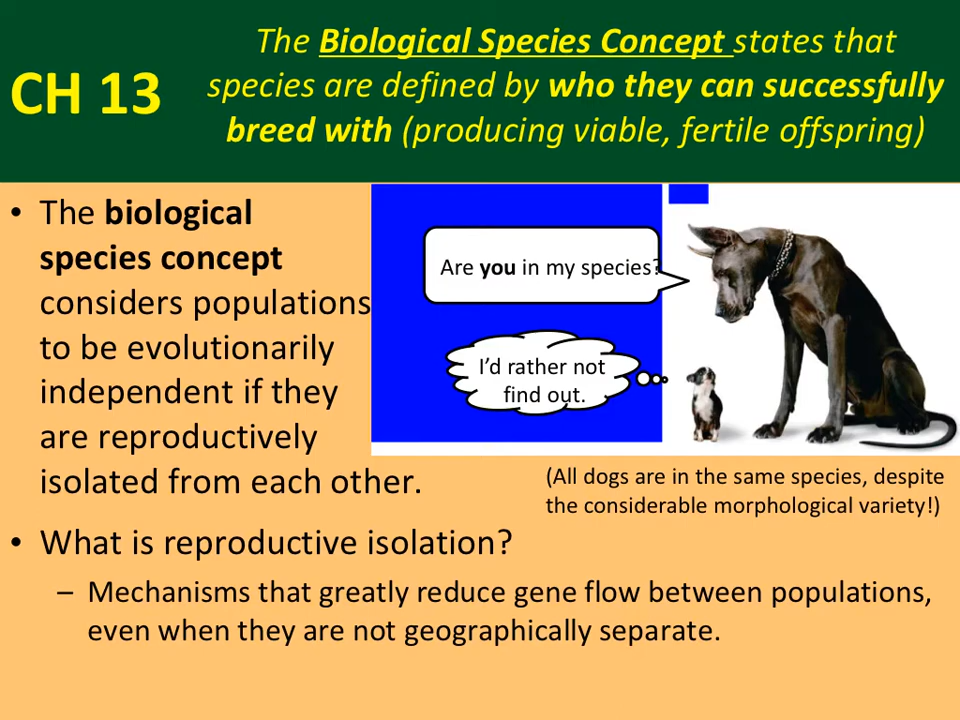 CH 13
The Biological Species Concept states that
species are defined by who they can successfully
breed with (producing viable, fertile offspring)
• The biological
species concept
considers populations
to be evolutionarily
independent if they
are reproductively
isolated from each other.
Are you in my species?
I’d rather not
find out.
(All dogs are in the same species, despite
the considerable morphological variety!)
• What is reproductive isolation?
– Mechanisms that greatly reduce gene flow between populations,
even when they are not geographically separate.